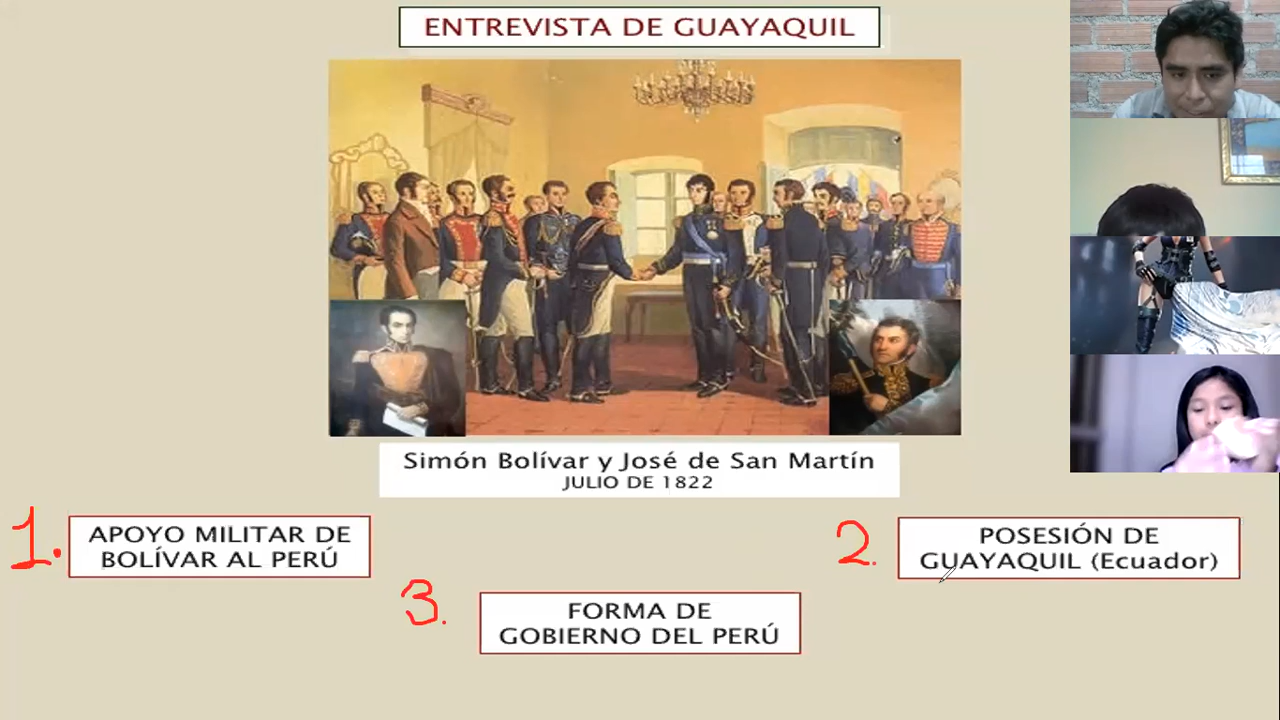 ENTREVISTA DE GUAYAQUIL
Simón Bolívar y José de San Martín
JULIO DE 1822
1.
APOYO MILITAR DE
BOLÍVAR AL PERÚ
2.
POSESIÓN DE
GUAYAQUIL (Ecuador)
3.
FORMA DE
GOBIERNO DEL PERÚ